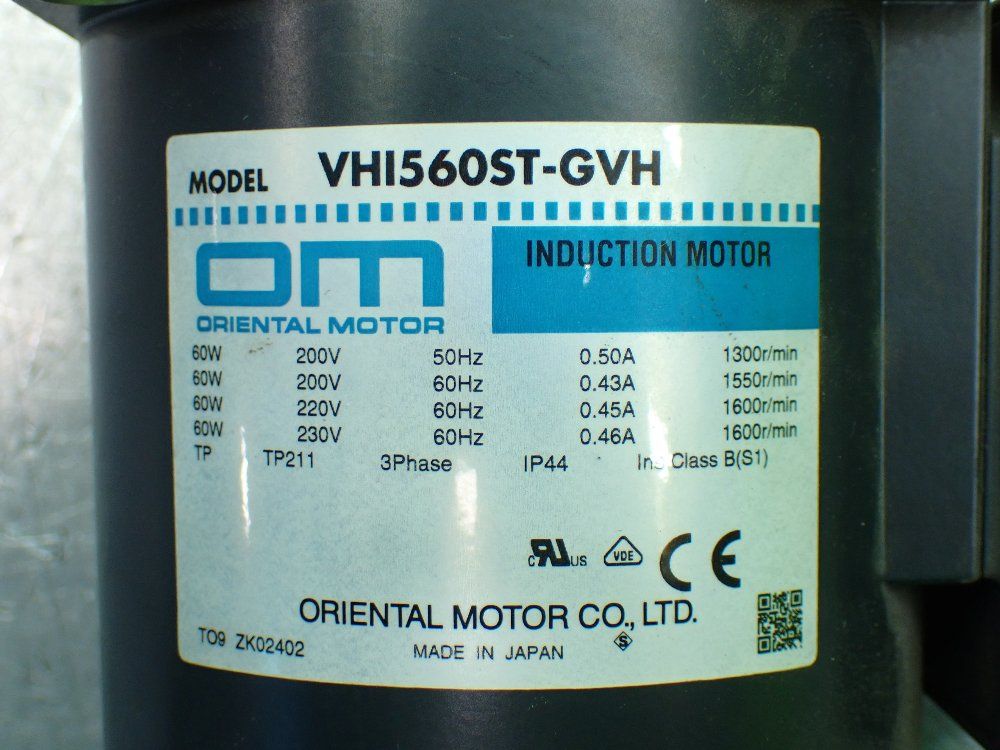 MODEL VHI560ST-GVH
OM
ORIENTAL MOTOR
INDUCTION MOTOR
60W 200V 50Hz 0.50A 1300r/min
60W 200V 60Hz 0.43A 1550r/min
60W 220V 60Hz 0.45A 1600r/min
60W 230V 60Hz 0.46A 1600r/min
TP TP211 3Phase IP44 Ins Class B(S1)
c RU US VDE CE
ORIENTAL MOTOR CO., LTD.
TO9 ZK02402 MADE IN JAPAN S